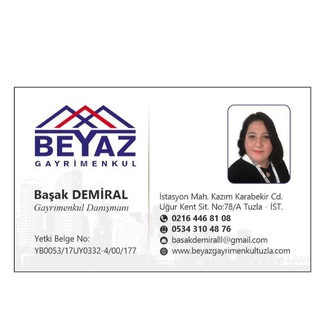 BEYAZ
GAYRİMENKUL
Başak DEMİRAL
Gayrimenkul Danışmanı
Yetki Belge No:
YB0053/17UY0332-4/00/177
İstasyon Mah. Kazım Karabekir Cd.
Uğur Kent Sit. No:78/A Tuzla - İST.
0216 446 81 08
0534 310 48 76
basakdemiralll@gmail.com
www.beyazgayrimenkultuzla.com